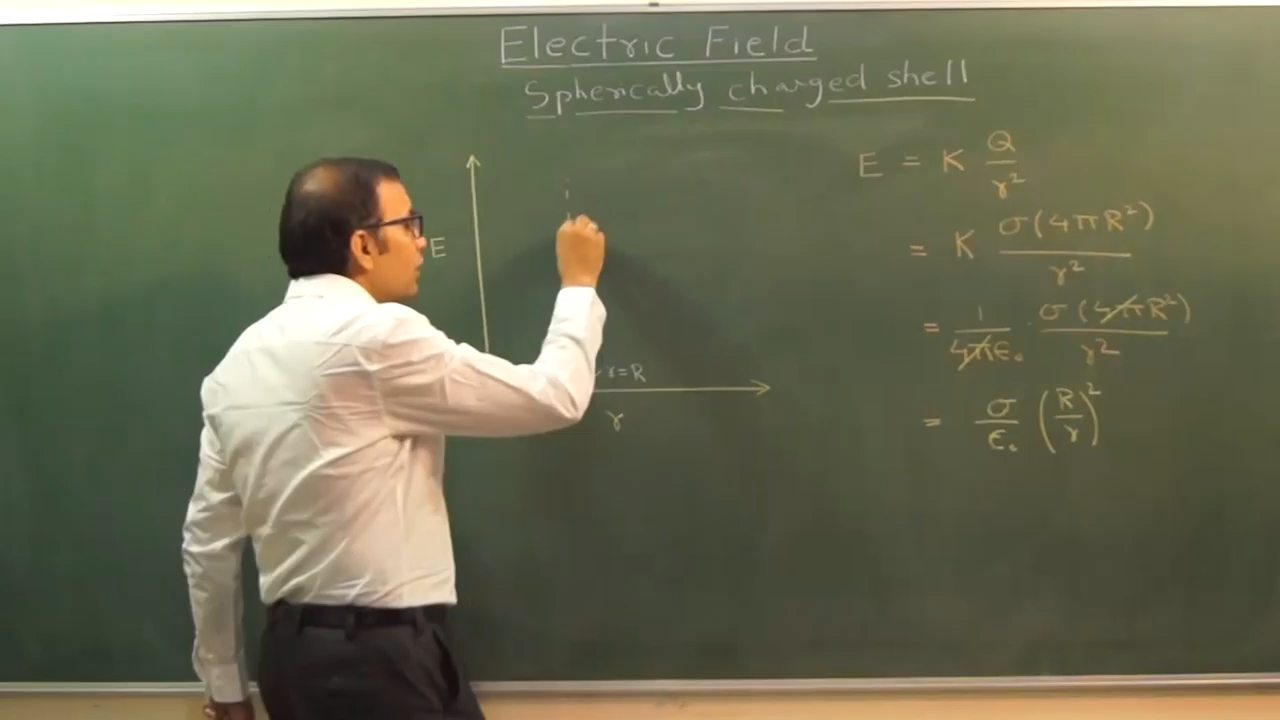 Electric Field
Spherically charged shell
E = K Q/r²
= K σ(4πR²)/r²
= 1/4πϵ₀ · σ(4πR²)/r²
= σ/ϵ₀ (R/r)²
E
r=R
r